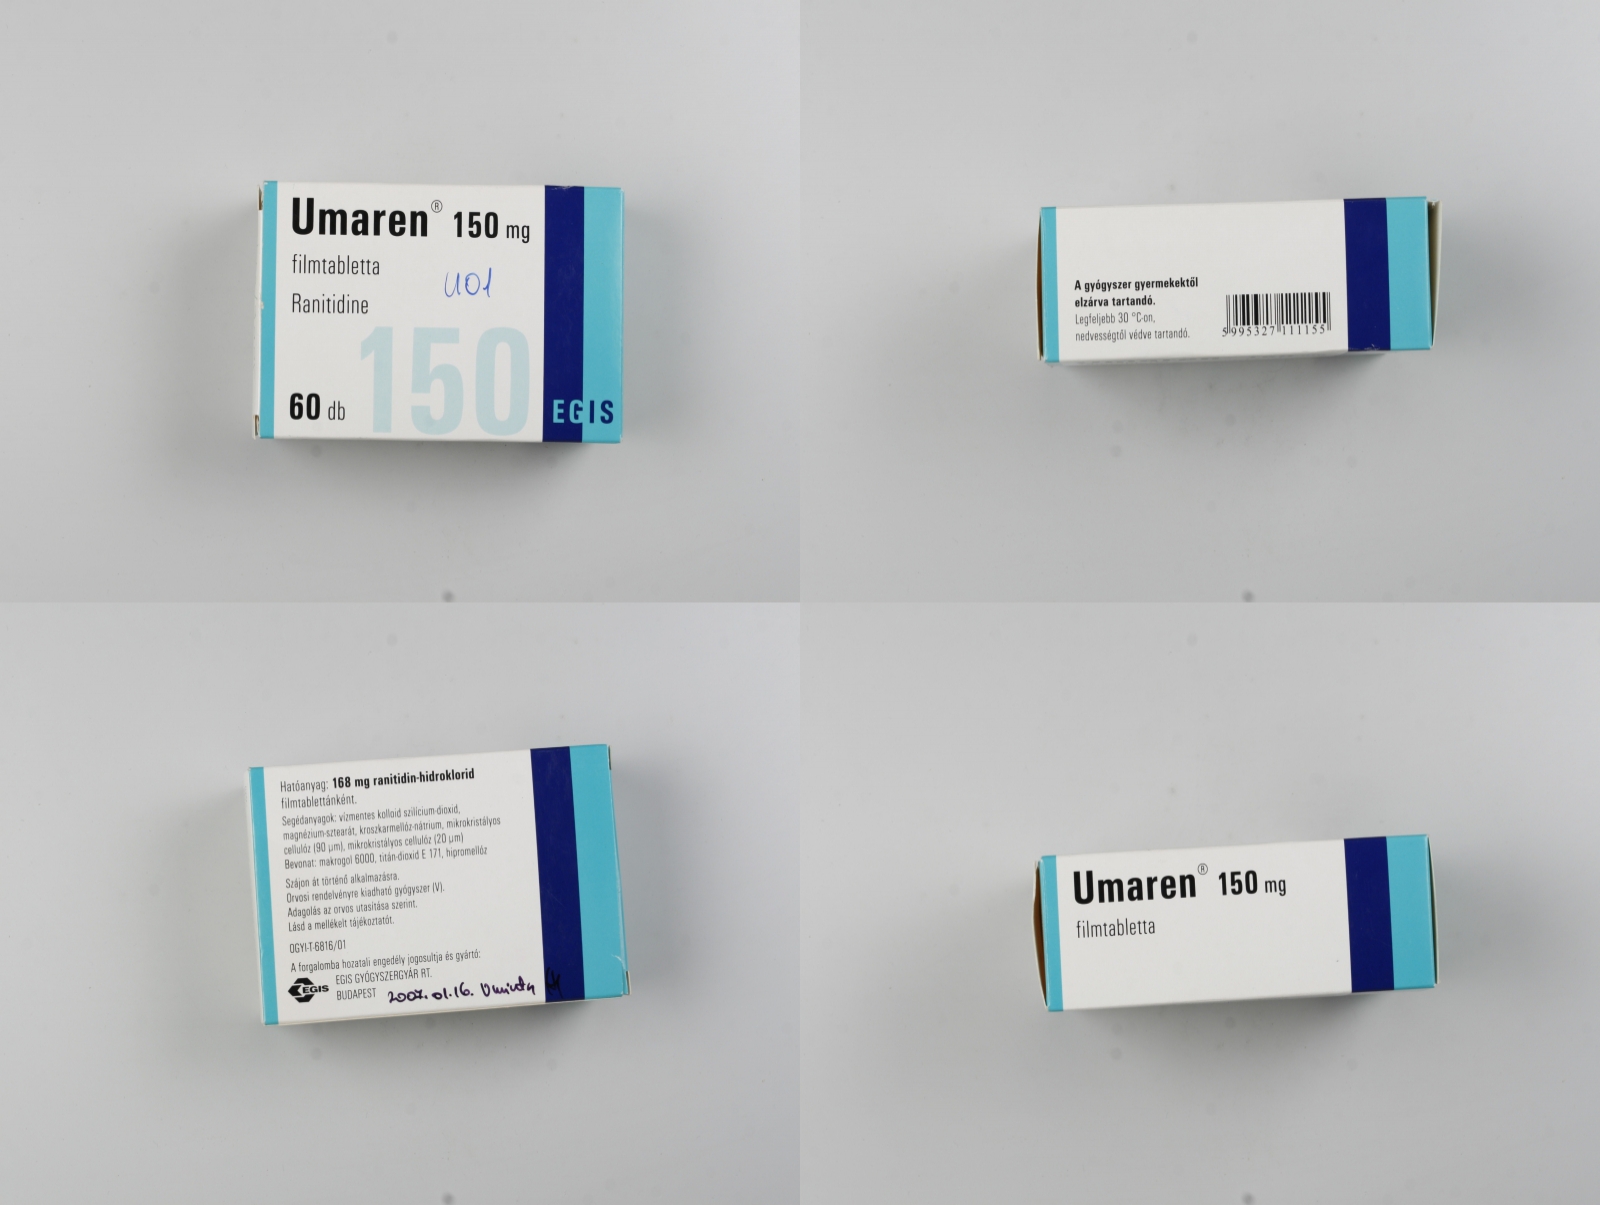 Umaren® 150 mg
filmtabletta
Ranitidine
U01
150
60 db
EGIS
A gyógyszer gyermekektől
elzárva tartandó.
Legfeljebb 30 °C-on,
nedvességtől védve tartandó.
5995327111155
Hatóanyag: 168 mg ranitidin-hidroklorid
filmtablettánként.
Segédanyagok: vízmentes kolloid szilícium-dioxid,
magnézium-sztearát, kroszkarmellóz-nátrium, mikrokristályos
cellulóz (90 µm), mikrokristályos cellulóz (20 µm)
Bevonat: makrogol 6000, titán-dioxid E 171, hipromellóz
Szájon át történő alkalmazásra.
Orvosi rendelvényre kiadható gyógyszer (V).
Adagolás az orvos utasítása szerint.
Lásd a mellékelt tájékoztatót.
OGYI-T-6816/01
A forgalomba hozatali engedély jogosultja és gyártó:
EGIS GYÓGYSZERGYÁR RT.
BUDAPEST 2007.01.16.
EGIS
Umaren® 150 mg
filmtabletta